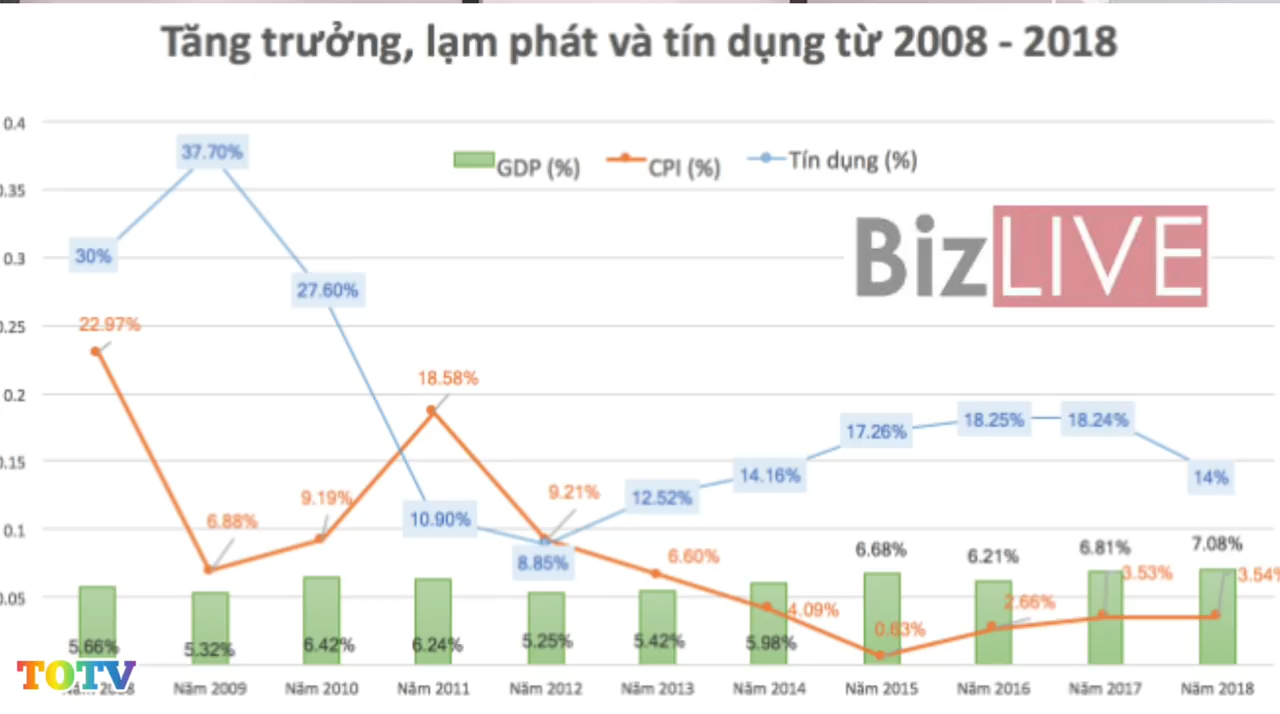 Tăng trưởng, lạm phát và tín dụng từ 2008 - 2018
0.4
37.70%
GDP (%) CPI (%) Tín dụng (%)
0.35
BizLIVE
30%
0.3
27.60%
22.97%
0.25
18.58%
0.2
17.26% 18.25% 18.24%
0.15
14.16% 14%
9.19% 9.21% 12.52%
6.88% 10.90%
0.1
8.85% 6.60% 6.68% 6.21% 6.81% 7.08%
3.53% 3.54%
0.05
4.09% 0.63% 2.66%
5.66% 5.32% 6.42% 6.24% 5.25% 5.42% 5.98%
TOTV
Năm 2009 Năm 2010 Năm 2011 Năm 2012 Năm 2013 Năm 2014 Năm 2015 Năm 2016 Năm 2017 Năm 2018